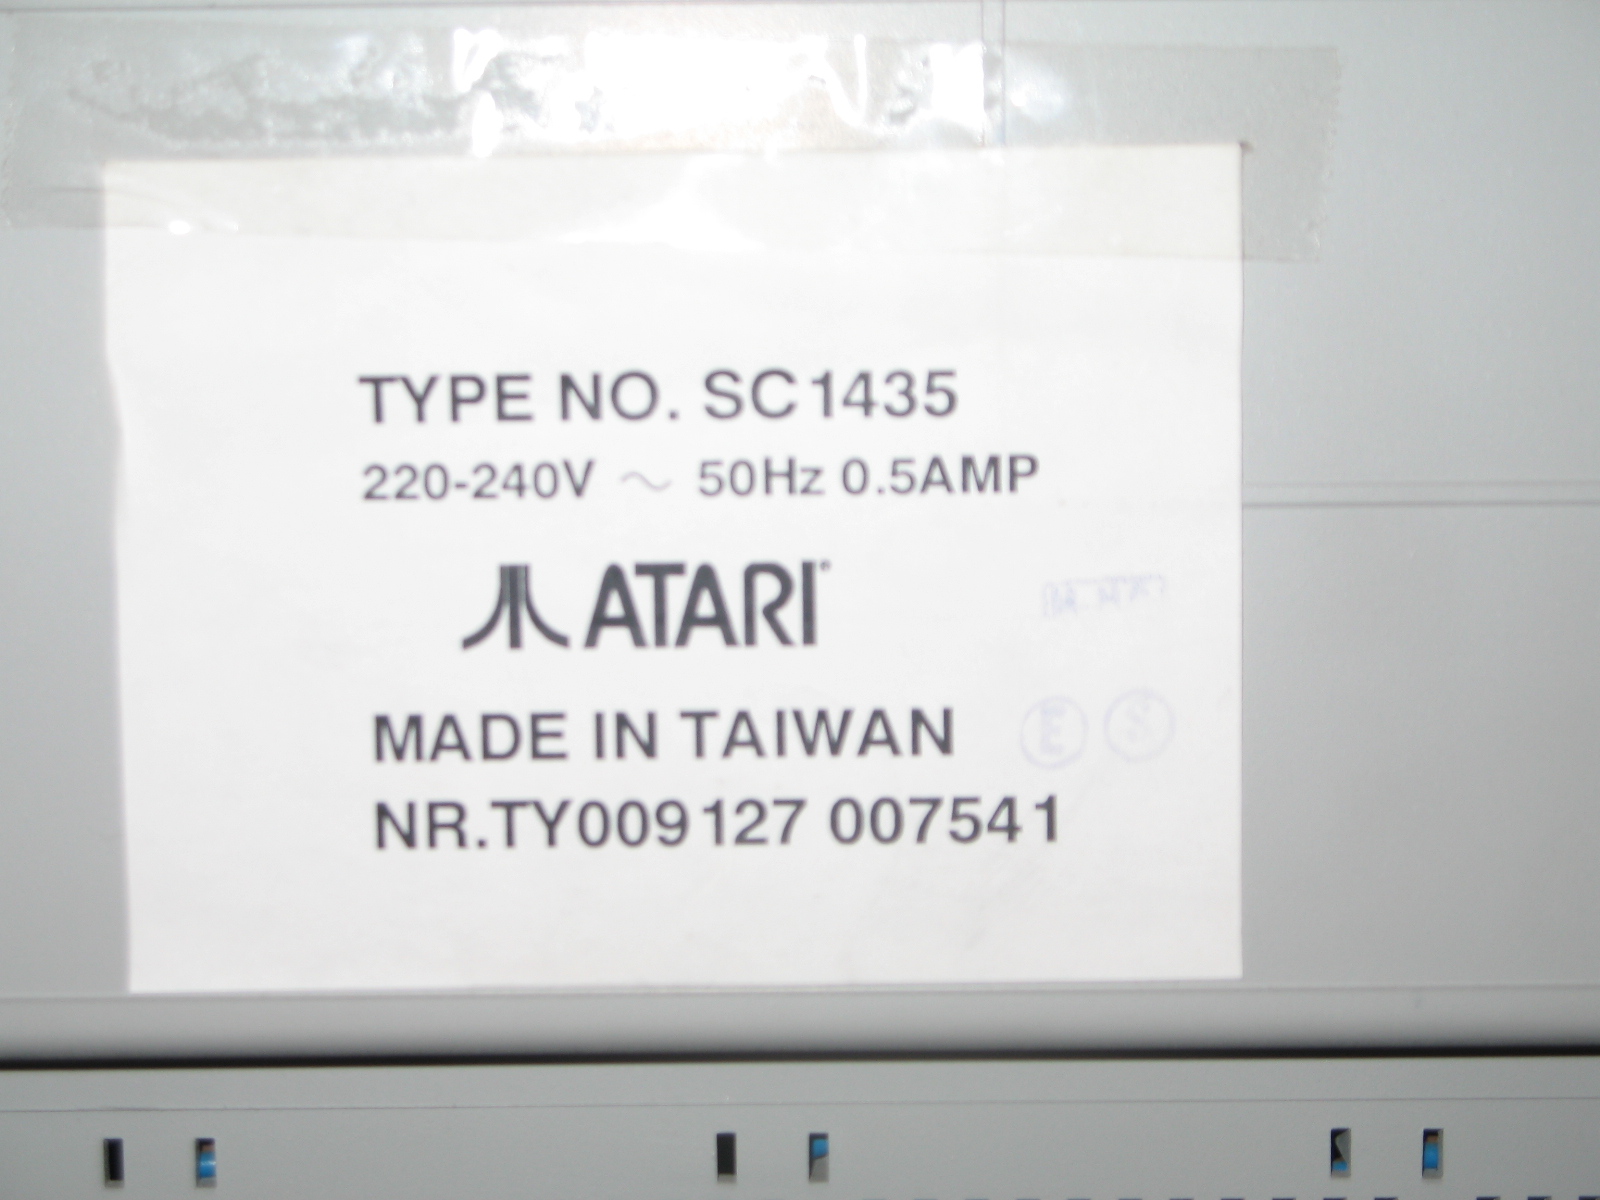 TYPE NO. SC1435
220-240V ~ 50Hz 0.5AMP
ATARI
MADE IN TAIWAN
NR.TY009127 007541